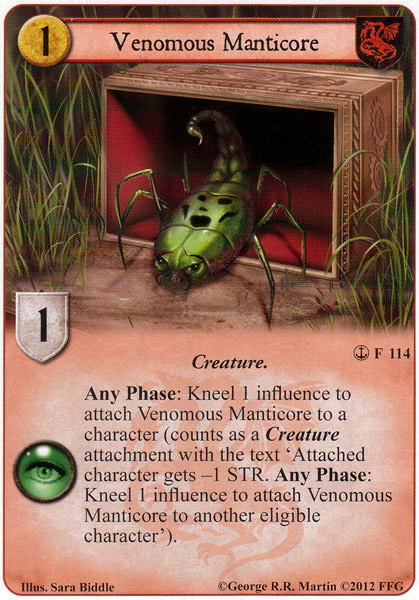 1
Venomous Manticore
1
F 114
Creature.
Any Phase: Kneel 1 influence to
attach Venomous Manticore to a
character (counts as a Creature
attachment with the text ‘Attached
character gets –1 STR. Any Phase:
Kneel 1 influence to attach Venomous
Manticore to another eligible
character’).
Illus. Sara Biddle
©George R.R. Martin ©2012 FFG